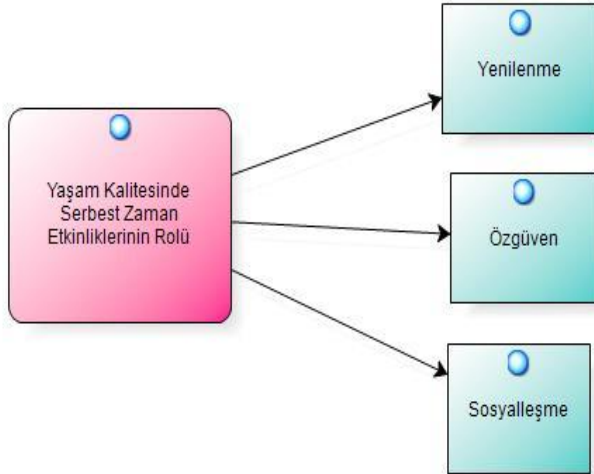 Yaşam Kalitesinde
Serbest Zaman
Etkinliklerinin Rolü
Yenilenme
Özgüven
Sosyalleşme